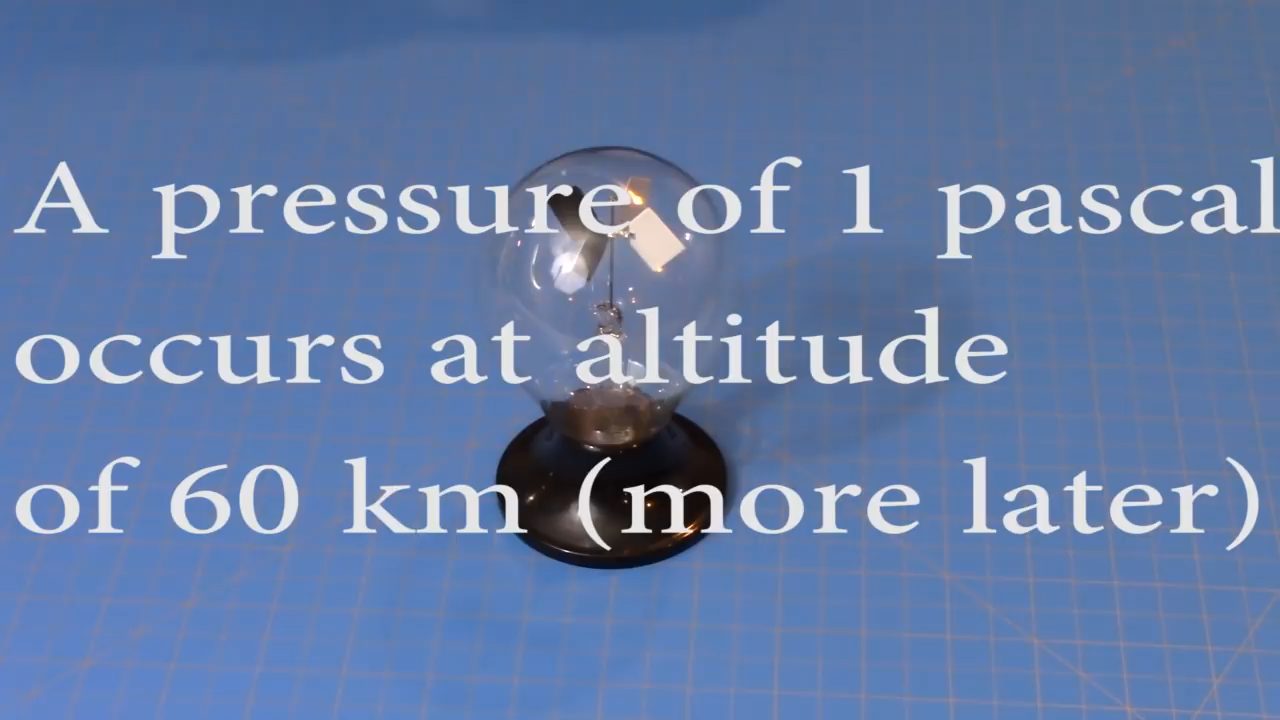 A pressure of 1 pascal
occurs at altitude
of 60 km (more later)